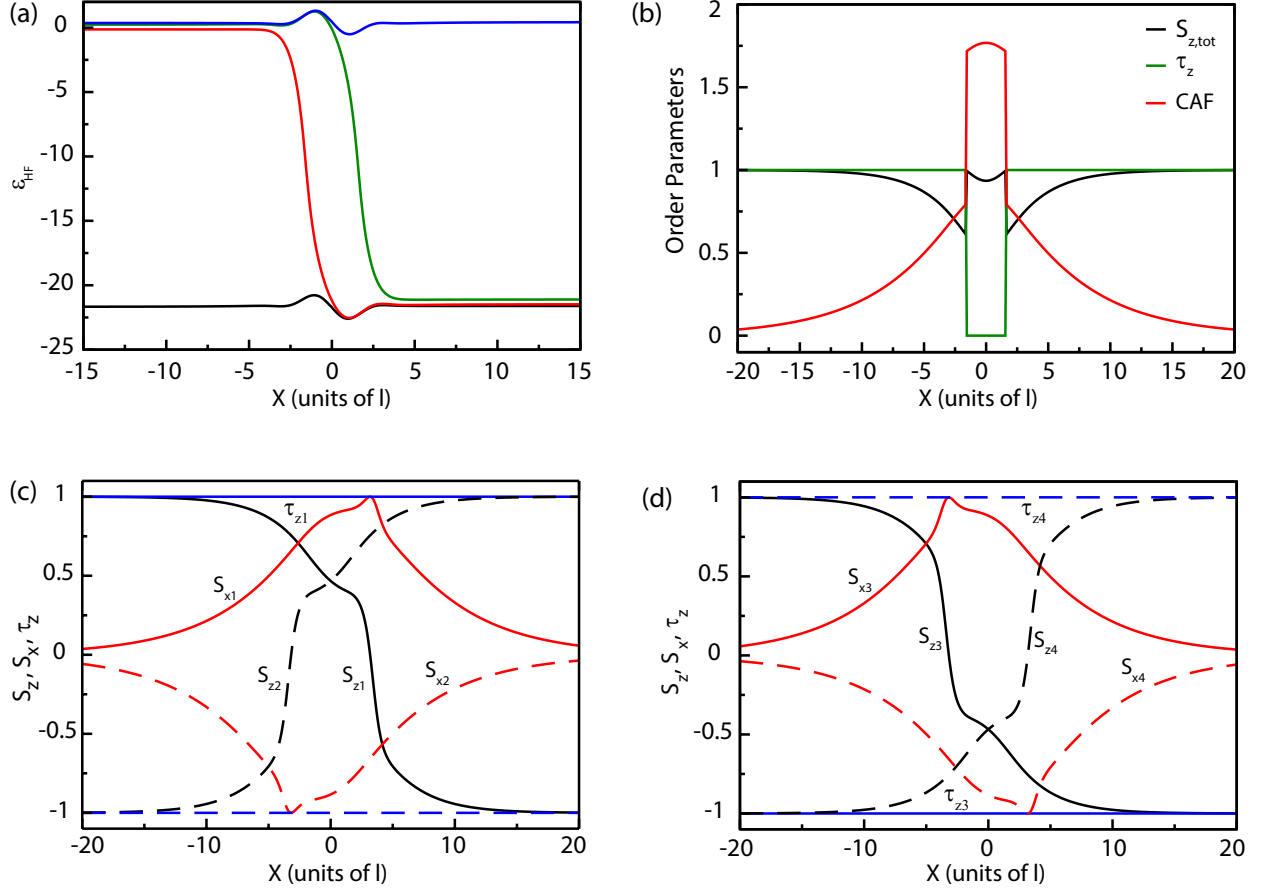 (a)
0
-5
-10
-15
-20
-25
ε_HF
-15 -10 -5 0 5 10 15
X (units of l)
(b)
2
1.5
1
0.5
0
Order Parameters
S_z,tot
τ_z
CAF
-20 -15 -10 -5 0 5 10 15 20
X (units of l)
(c)
1
0.5
0
-0.5
-1
S_z, S_x, τ_z
τ_z1
S_x1
S_z2
S_z1
S_x2
-20 -10 0 10 20
X (units of l)
(d)
1
0.5
0
-0.5
-1
S_z, S_x, τ_z
τ_z4
S_x3
S_z3
S_z4
S_x4
τ_z3
-20 -10 0 10 20
X (units of l)